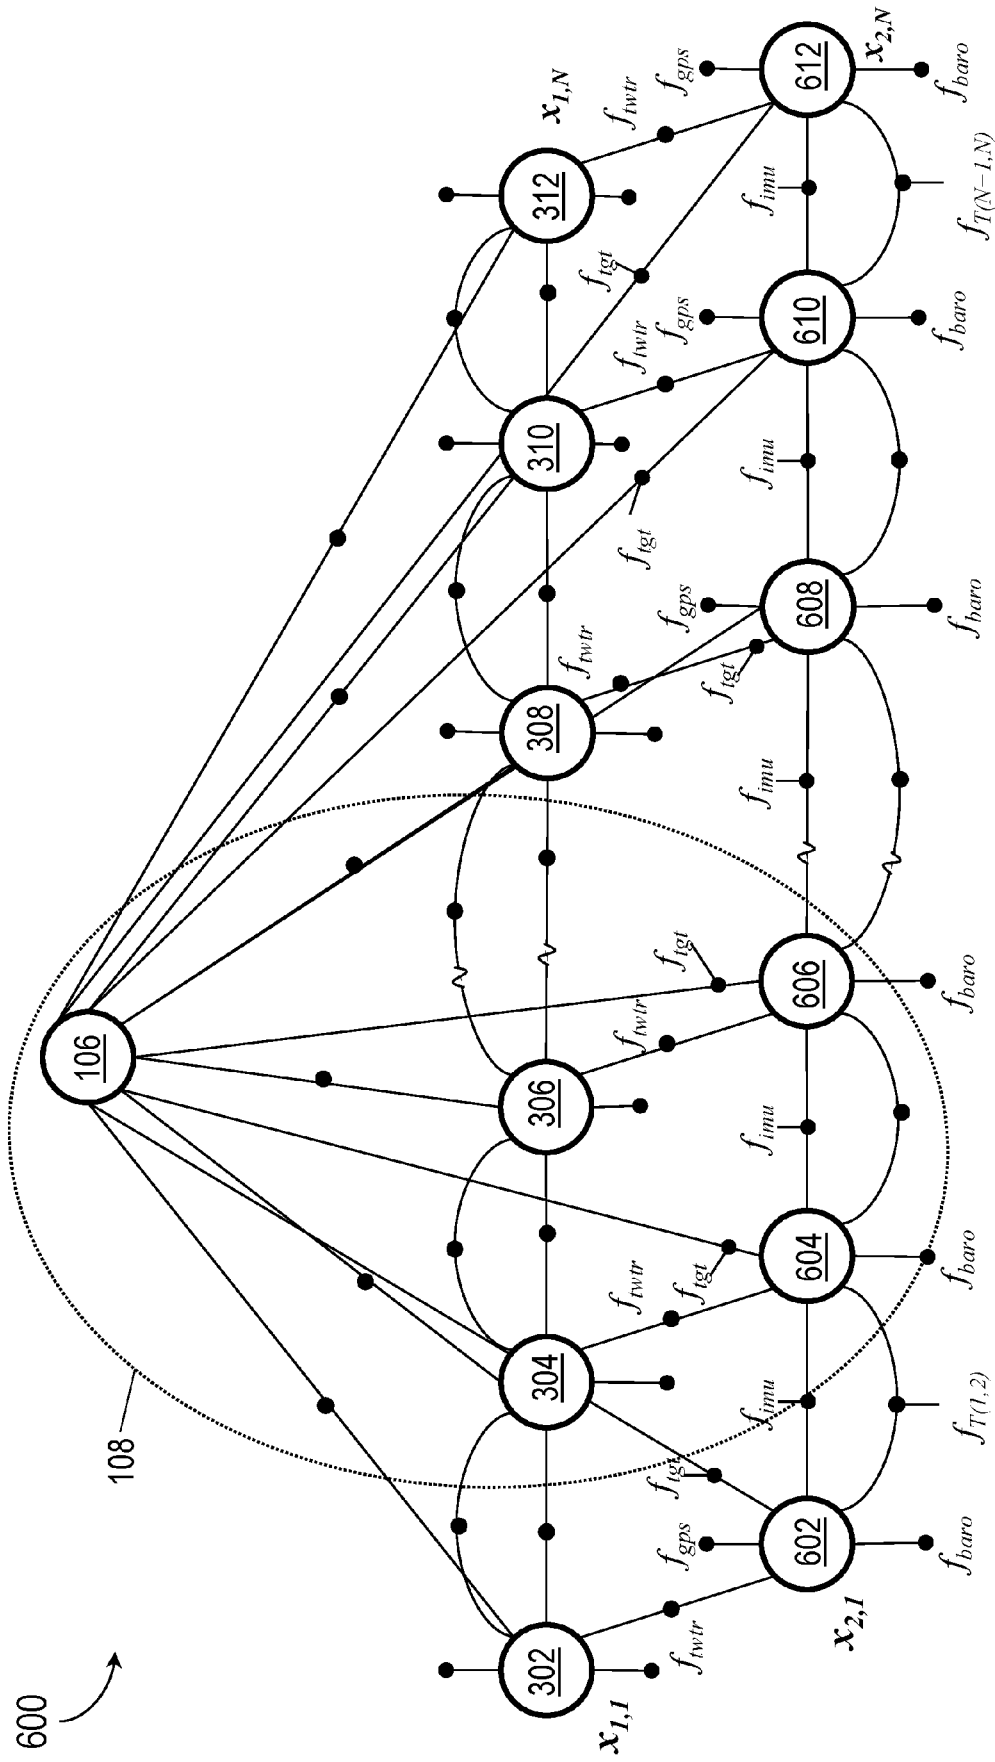 600
106
108
302
304
306
308
310
312
x1,N
x1,1
ftwtr
ftgt
ftwtr
ftwtr
ftwtr
ftgt
ftwtr
ftwtr
fgps
ftgt
ftgt
ftgt
fgps
fgps
fgps
ftgt
fimu
fimu
fimu
fimu
fimu
602
604
606
608
610
612
x2,1
x2,N
fbaro
fT(1,2)
fbaro
fbaro
fbaro
fbaro
fT(N−1,N)
fbaro